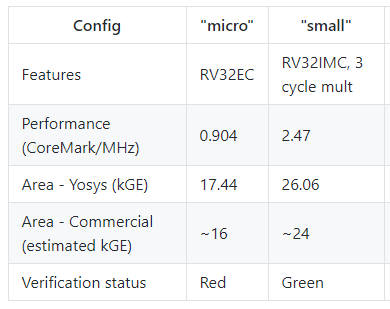 Config "micro" "small"
Features RV32EC RV32IMC, 3
cycle mult
Performance
(CoreMark/MHz) 0.904 2.47
Area - Yosys (kGE) 17.44 26.06
Area - Commercial
(estimated kGE) ~16 ~24
Verification status Red Green